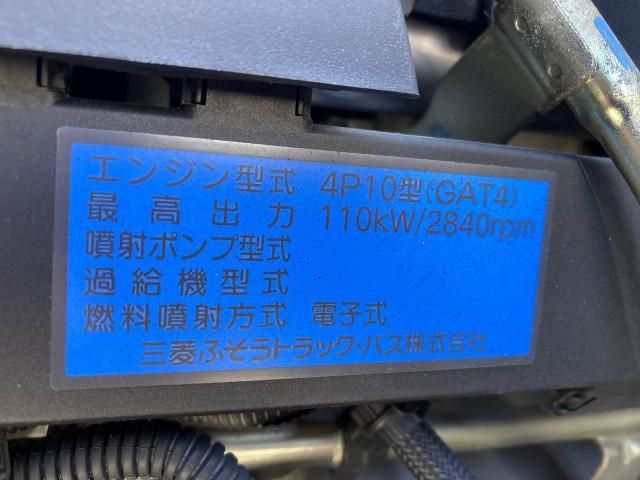 エンジン型式 4P10型(GAT4)
最高出力 110kW/2840rpm
噴射ポンプ型式
過給機型式
燃料噴射方式 電子式
三菱ふそうトラック・バス株式会社